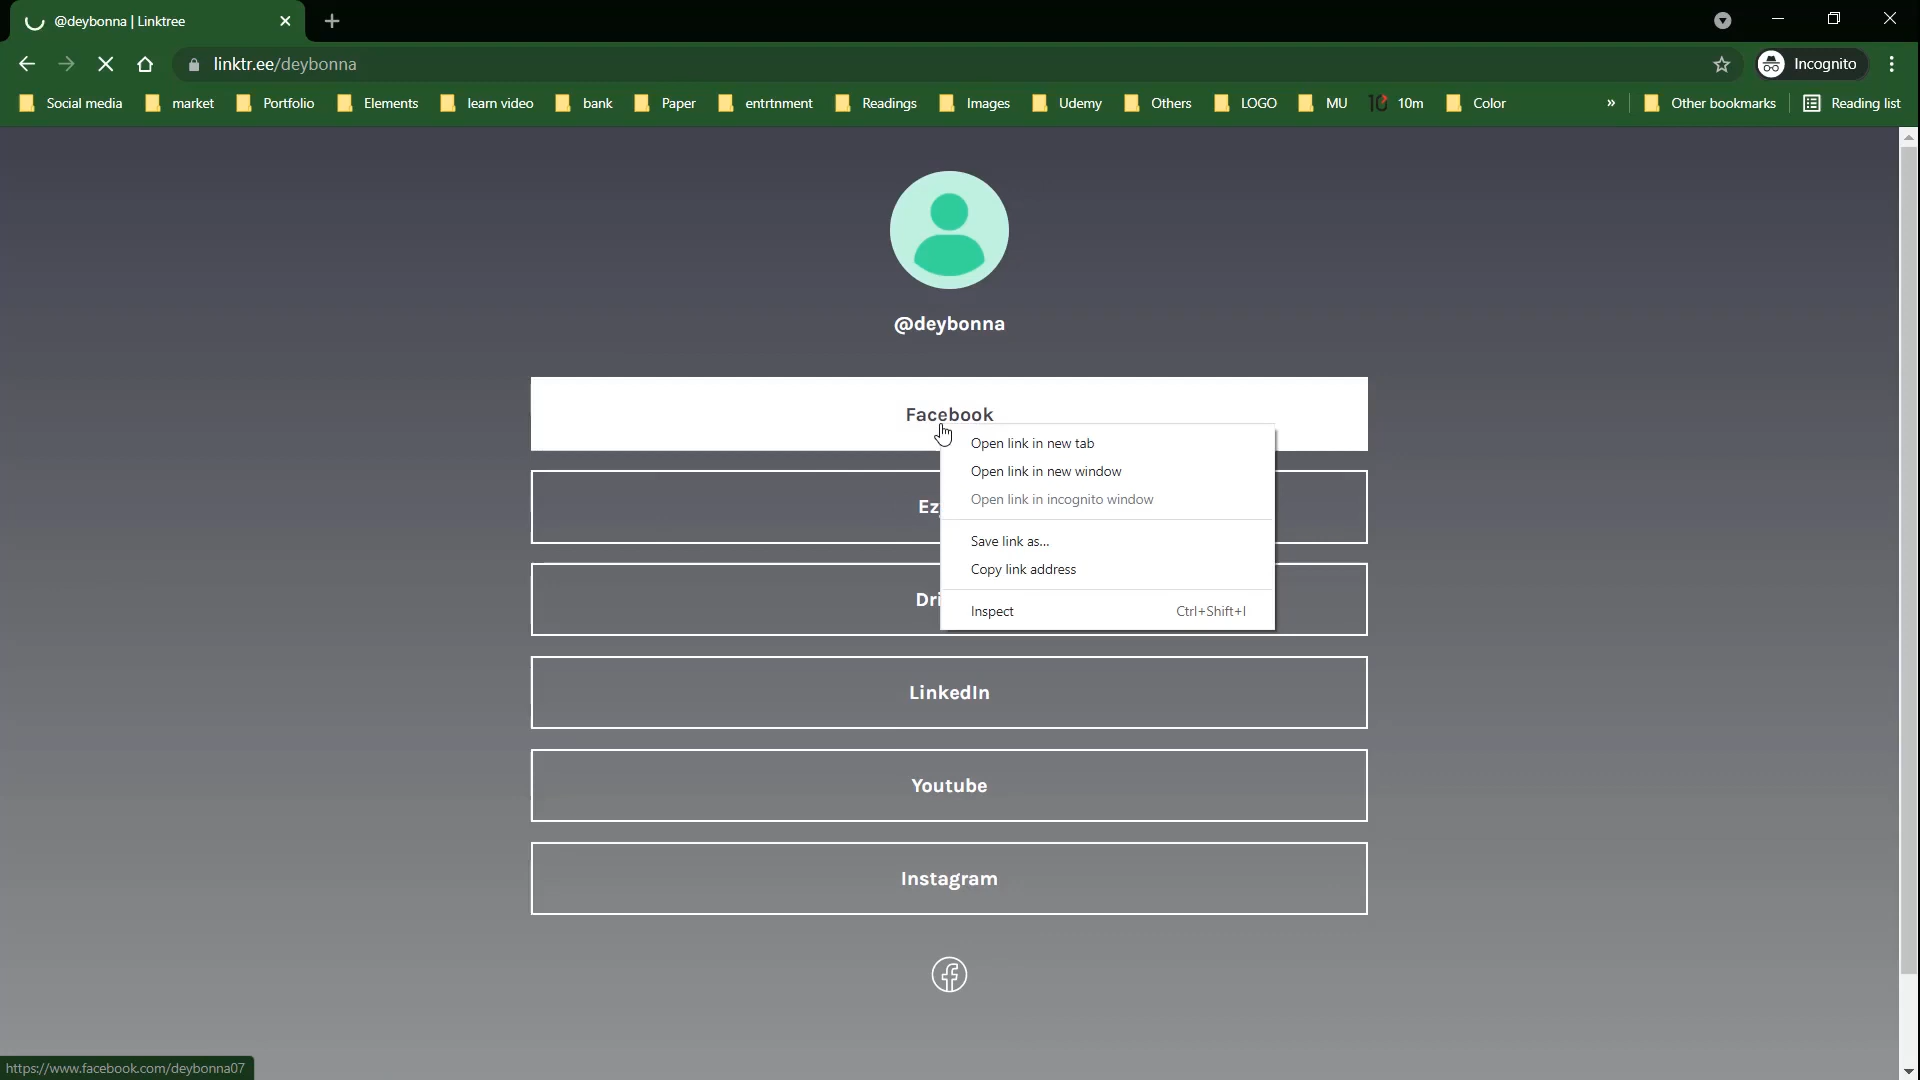 @deybonna | Linktree
linktr.ee/deybonna
Incognito
Social media
market
Portfolio
Elements
learn video
bank
Paper
entrtnment
Readings
Images
Udemy
Others
LOGO
MU
10m
Color
»
Other bookmarks
Reading list
@deybonna
Facebook
Open link in new tab
Open link in new window
Open link in incognito window
Save link as...
Copy link address
Inspect Ctrl+Shift+I
LinkedIn
Youtube
Instagram
https://www.facebook.com/deybonna07